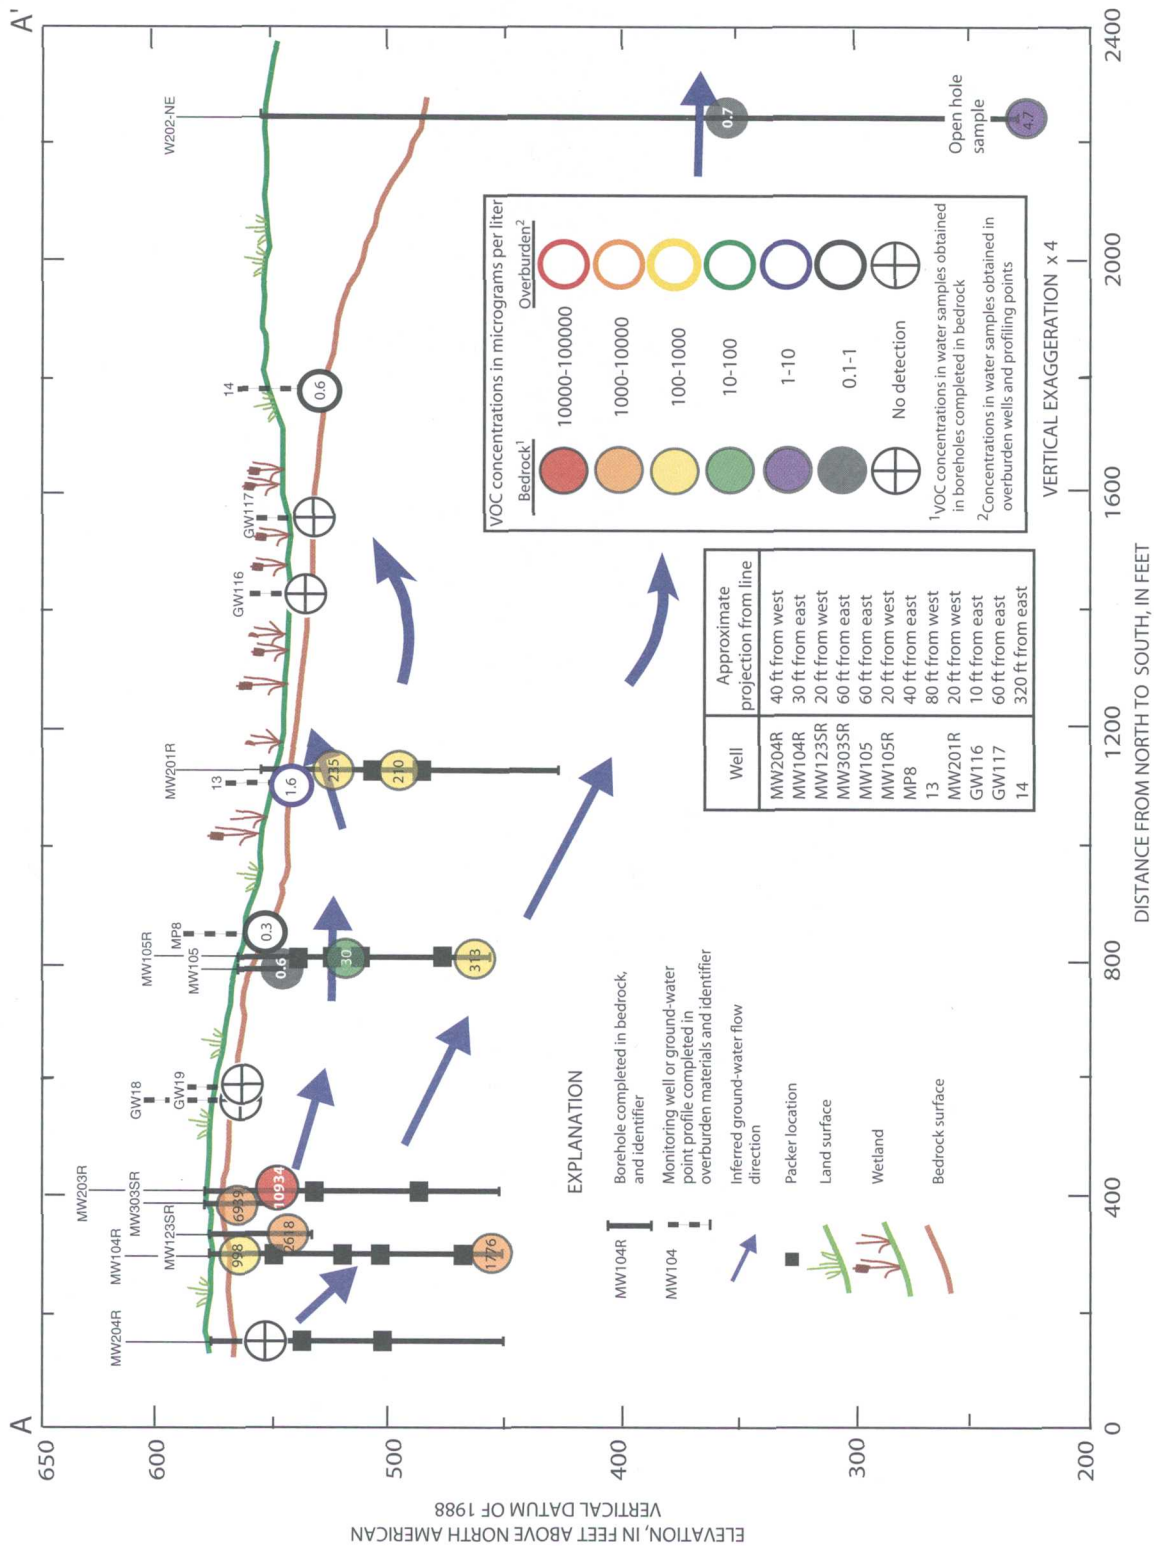 A
A'
650
600
500
400
300
200
ELEVATION, IN FEET ABOVE NORTH AMERICAN
VERTICAL DATUM OF 1988
0
400
800
1200
1600
2000
2400
DISTANCE FROM NORTH TO SOUTH, IN FEET
MW204R
MW104R
MW123SR
MW303SR
MW203R
GW18
GW19
MW105
MW105R
MP8
13
MW201R
GW116
GW117
14
W202-NE
998
2618
6939
10934
1776
0.6
0.3
30
313
1.6
235
210
0.6
0.7
4.7
Open hole
sample
EXPLANATION
MW104R
Borehole completed in bedrock,
and identifier
MW104
Monitoring well or ground-water
point profile completed in
overburden materials and identifier
Inferred ground-water flow
direction
Packer location
Land surface
Wetland
Bedrock surface
Well
Approximate
projection from line
MW204R 40 ft from west
MW104R 30 ft from east
MW123SR 20 ft from west
MW303SR 60 ft from east
MW105 60 ft from east
MW105R 20 ft from west
MP8 40 ft from east
13 80 ft from west
MW201R 20 ft from west
GW116 10 ft from east
GW117 60 ft from east
14 320 ft from east
VOC concentrations in micrograms per liter
Bedrock1 Overburden2
10000-100000
1000-10000
100-1000
10-100
1-10
0.1-1
No detection
1VOC concentrations in water samples obtained
in boreholes completed in bedrock
2Concentrations in water samples obtained in
overburden wells and profiling points
VERTICAL EXAGGERATION x 4